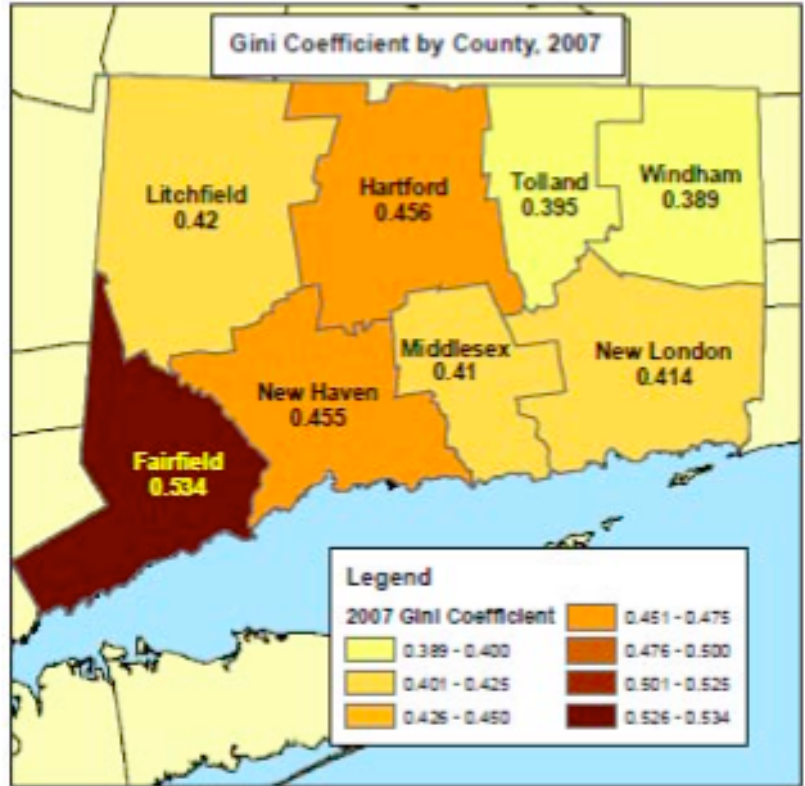 Gini Coefficient by County, 2007
Litchfield
0.42
Hartford
0.456
Tolland
0.395
Windham
0.389
Middlesex
0.41
New London
0.414
New Haven
0.455
Fairfield
0.534
Legend
2007 Gini Coefficient
0.389 - 0.400
0.401 - 0.425
0.426 - 0.450
0.451 - 0.475
0.476 - 0.500
0.501 - 0.525
0.526 - 0.534